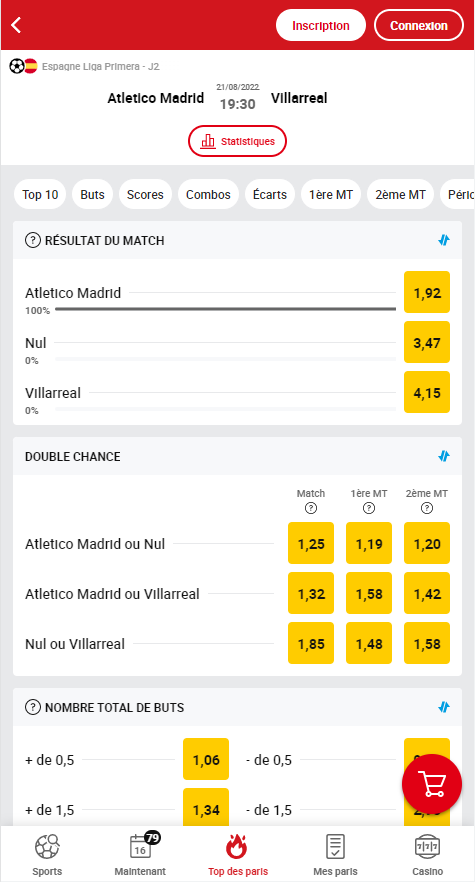 Inscription
Connexion
Espagne Liga Primera - J2
21/08/2022
Atletico Madrid 19:30 Villarreal
Statistiques
Top 10 Buts Scores Combos Écarts 1ère MT 2ème MT Pério
? RÉSULTAT DU MATCH
Atletico Madrid 1,92
100%
Nul 3,47
0%
Villarreal 4,15
0%
DOUBLE CHANCE
Match 1ère MT 2ème MT
? ? ?
Atletico Madrid ou Nul 1,25 1,19 1,20
Atletico Madrid ou Villarreal 1,32 1,58 1,42
Nul ou Villarreal 1,85 1,48 1,58
? NOMBRE TOTAL DE BUTS
+ de 0,5 1,06 - de 0,5
+ de 1,5 1,34 - de 1,5
79
16
7 7 7
Sports Maintenant Top des paris Mes paris Casino